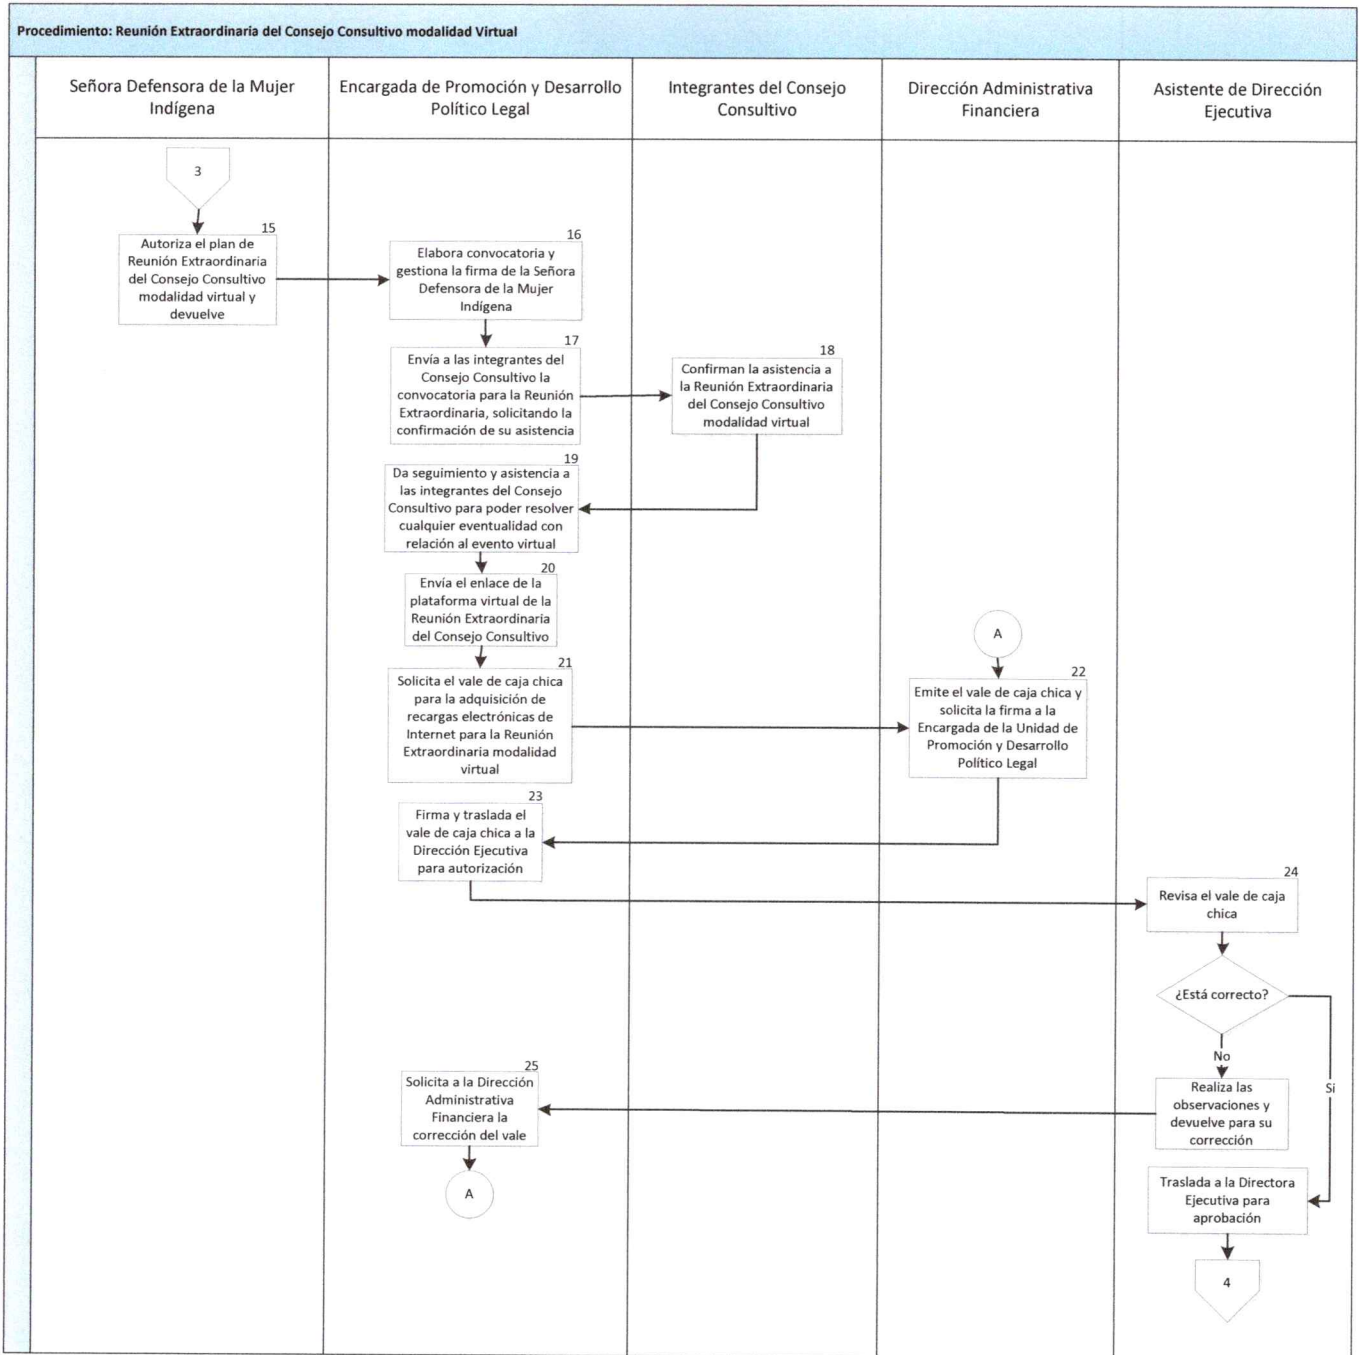 Procedimiento: Reunión Extraordinaria del Consejo Consultivo modalidad Virtual
Señora Defensora de la Mujer
Indígena
Encargada de Promoción y Desarrollo
Político Legal
Integrantes del Consejo
Consultivo
Dirección Administrativa
Financiera
Asistente de Dirección
Ejecutiva
3
15
Autoriza el plan de
Reunión Extraordinaria
del Consejo Consultivo
modalidad virtual y
devuelve
16
Elabora convocatoria y
gestiona la firma de la Señora
Defensora de la Mujer
Indígena
17
Envía a las integrantes del
Consejo Consultivo la
convocatoria para la Reunión
Extraordinaria, solicitando la
confirmación de su asistencia
18
Confirman la asistencia a
la Reunión Extraordinaria
del Consejo Consultivo
modalidad virtual
19
Da seguimiento y asistencia a
las integrantes del Consejo
Consultivo para poder resolver
cualquier eventualidad con
relación al evento virtual
20
Envía el enlace de la
plataforma virtual de la
Reunión Extraordinaria
del Consejo Consultivo
21
Solicita el vale de caja chica
para la adquisición de
recargas electrónicas de
Internet para la Reunión
Extraordinaria modalidad
virtual
A
22
Emite el vale de caja chica y
solicita la firma a la
Encargada de la Unidad de
Promoción y Desarrollo
Político Legal
23
Firma y traslada el
vale de caja chica a la
Dirección Ejecutiva
para autorización
24
Revisa el vale de caja
chica
¿Está correcto?
No
Si
Realiza las
observaciones y
devuelve para su
corrección
25
Solicita a la Dirección
Administrativa
Financiera la
corrección del vale
A
Traslada a la Directora
Ejecutiva para
aprobación
4